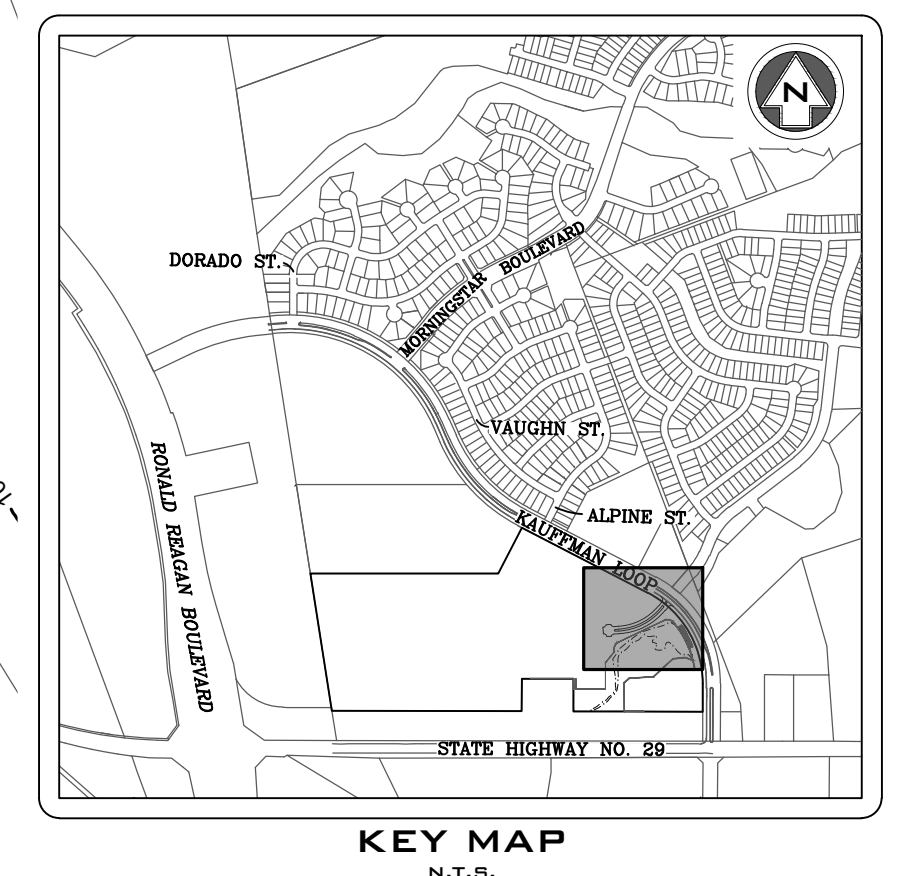 N
DORADO ST.
MORNINGSTAR BOULEVARD
VAUGHN ST.
RONALD REAGAN BOULEVARD
ALPINE ST.
KAUFFMAN LOOP
STATE HIGHWAY NO. 29
KEY MAP
N.T.S.